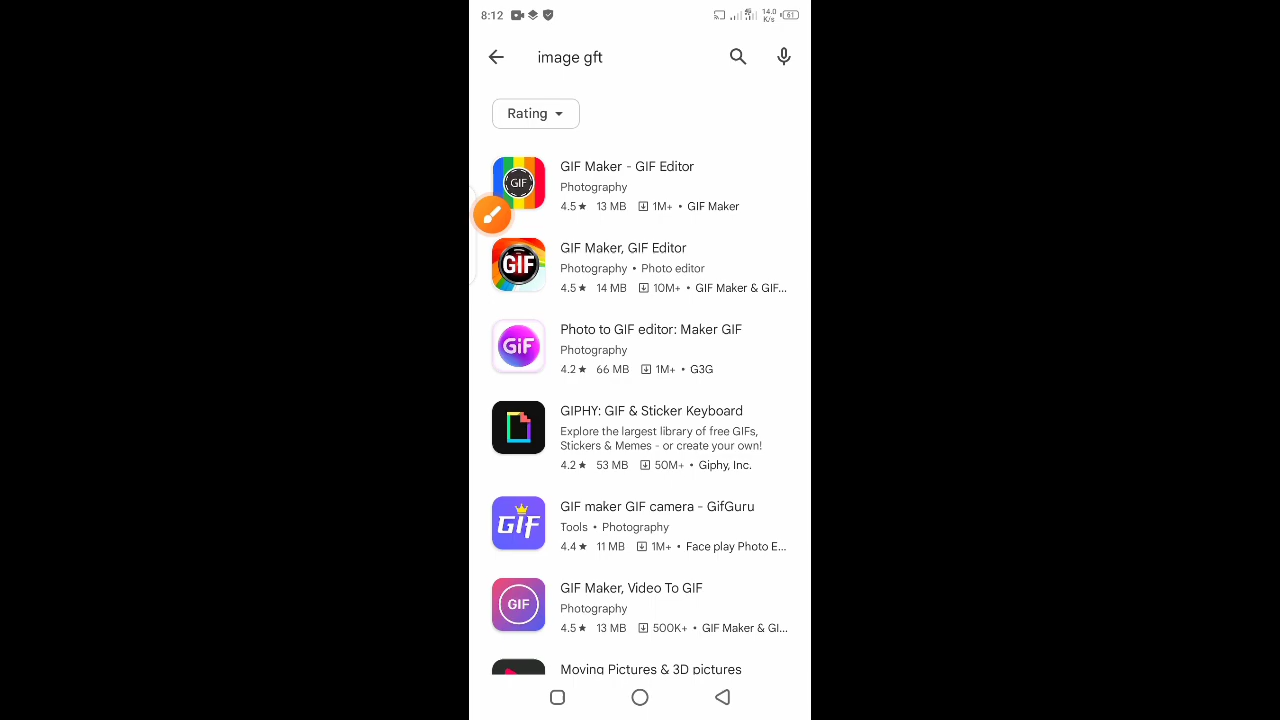 8:12 14.0 K/s 61
image gft
Rating
GIF
GIF Maker - GIF Editor
Photography
4.5★ 13 MB 1M+ • GIF Maker
GIF
GIF Maker, GIF Editor
Photography • Photo editor
4.5★ 14 MB 10M+ • GIF Maker & GIF...
GiF
Photo to GIF editor: Maker GIF
Photography
4.2★ 66 MB 1M+ • G3G
GIPHY: GIF & Sticker Keyboard
Explore the largest library of free GIFs,
Stickers & Memes - or create your own!
4.2★ 53 MB 50M+ • Giphy, Inc.
GIF
GIF maker GIF camera - GifGuru
Tools • Photography
4.4★ 11 MB 1M+ • Face play Photo E...
GIF
GIF Maker, Video To GIF
Photography
4.5★ 13 MB 500K+ • GIF Maker & GI...
Moving Pictures & 3D pictures